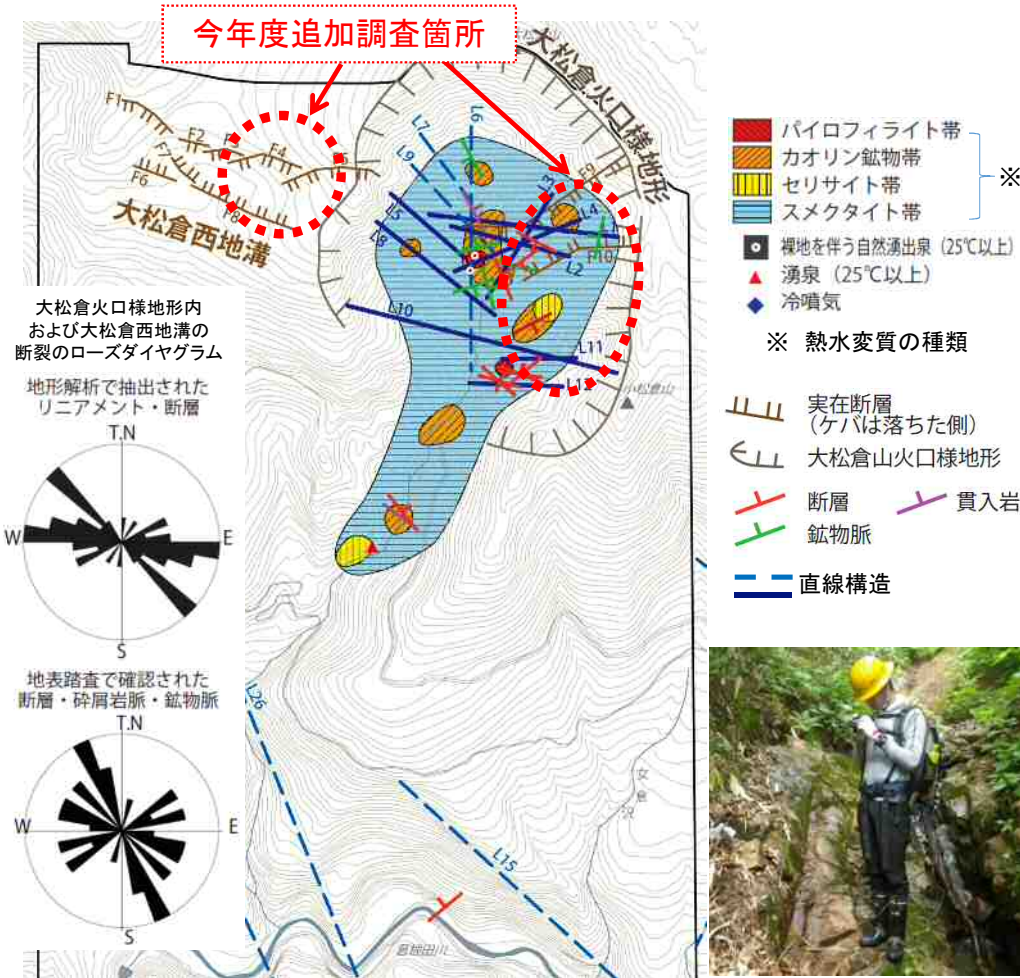 今年度追加調査箇所
大松倉火口様地形
F1
F2
F3
F4
F5
F6
F7
F8
大松倉西地溝
L6
L7
L9
L3
F9
L4
L5
L8
L2
F10
L10
L11
L12
小松倉山
大松倉火口様地形内
および大松倉西地溝の
断裂のローズダイヤグラム
地形解析で抽出された
リニアメント・断層
T.N
W
E
S
地表踏査で確認された
断層・砕屑岩脈・鉱物脈
T.N
W
E
S
L26
L15
女倉沢
葛根田川
パイロフィライト帯
カオリン鉱物帯
セリサイト帯
スメクタイト帯
※
裸地を伴う自然湧出泉 (25℃以上)
湧泉 (25℃以上)
冷噴気
※ 熱水変質の種類
実在断層
(ケバは落ちた側)
大松倉山火口様地形
断層
貫入岩
鉱物脈
直線構造